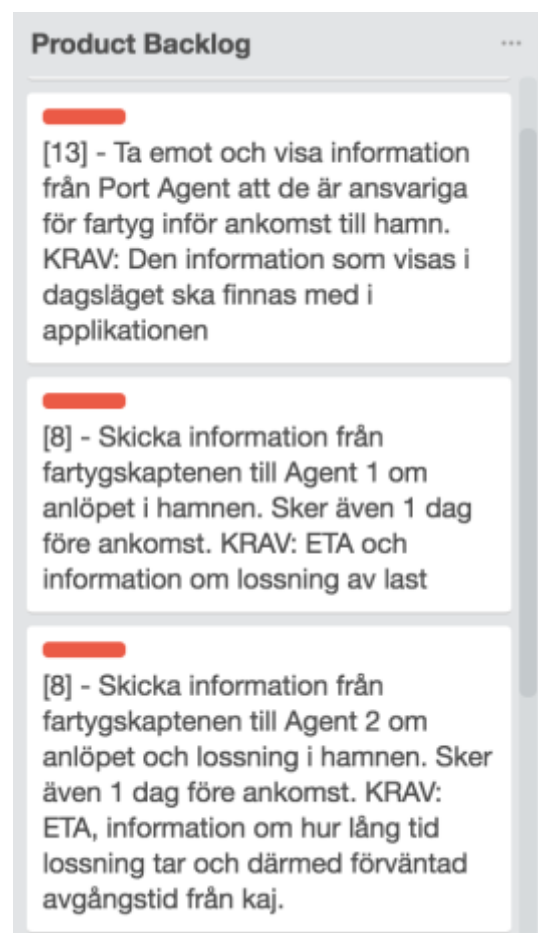 Product Backlog
[13] - Ta emot och visa information
från Port Agent att de är ansvariga
för fartyg inför ankomst till hamn.
KRAV: Den information som visas i
dagsläget ska finnas med i
applikationen
[8] - Skicka information från
fartygskaptenen till Agent 1 om
anlöpet i hamnen. Sker även 1 dag
före ankomst. KRAV: ETA och
information om lossning av last
[8] - Skicka information från
fartygskaptenen till Agent 2 om
anlöpet och lossning i hamnen. Sker
även 1 dag före ankomst. KRAV:
ETA, information om hur lång tid
lossning tar och därmed förväntad
avgångstid från kaj.